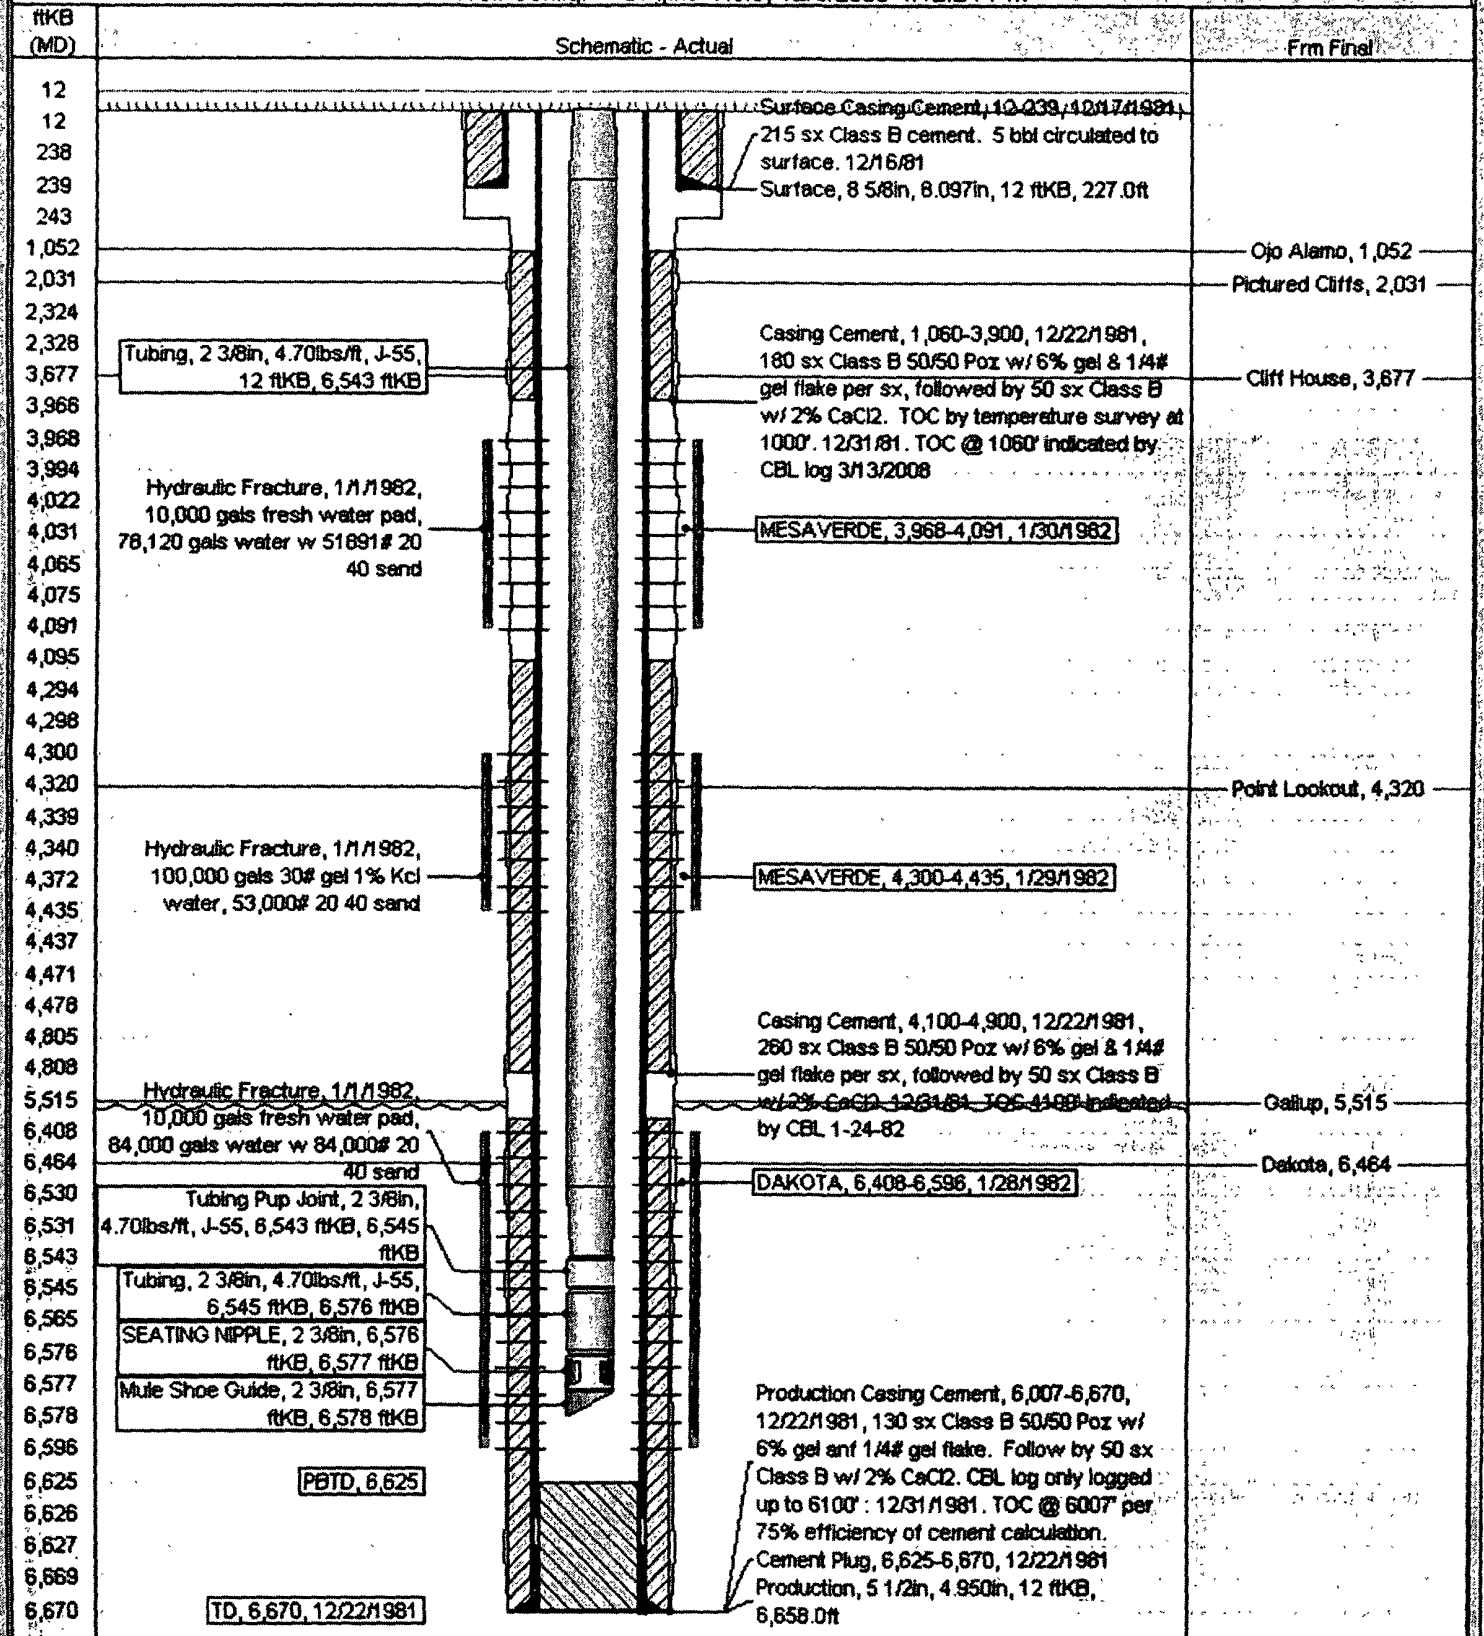 ftKB
(MD)
Schematic - Actual
Frm Final
12
12
238
239
243
1,052
2,031
2,324
2,328
3,677
3,966
3,968
3,994
4,022
4,031
4,065
4,075
4,091
4,095
4,294
4,298
4,300
4,320
4,339
4,340
4,372
4,435
4,437
4,471
4,478
4,805
4,808
5,515
6,408
6,464
6,530
6,531
6,543
6,545
6,565
6,576
6,577
6,578
6,596
6,625
6,626
6,627
6,669
6,670
Tubing, 2 3/8in, 4.70lbs/ft, J-55,
12 ftKB, 6,543 ftKB
Hydraulic Fracture, 1/1/1982,
10,000 gals fresh water pad,
78,120 gals water w 51891# 20
40 sand
Hydraulic Fracture, 1/1/1982,
100,000 gals 30# gel 1% Kcl
water, 53,000# 20 40 sand
Hydraulic Fracture, 1/1/1982,
10,000 gals fresh water pad,
84,000 gals water w 84,000# 20
40 sand
Tubing Pup Joint, 2 3/8in,
4.70lbs/ft, J-55, 6,543 ftKB, 6,545
ftKB
Tubing, 2 3/8in, 4.70lbs/ft, J-55,
6,545 ftKB, 6,576 ftKB
SEATING NIPPLE, 2 3/8in, 6,576
ftKB, 6,577 ftKB
Mule Shoe Guide, 2 3/8in, 6,577
ftKB, 6,578 ftKB
PBTD, 6,625
TD, 6,670, 12/22/1981
Surface Casing Cement, 12-239, 12/17/1981,
215 sx Class B cement. 5 bbl circulated to
surface. 12/16/81
Surface, 8 5/8in, 8.097in, 12 ftKB, 227.0ft
Casing Cement, 1,060-3,900, 12/22/1981,
180 sx Class B 50/50 Poz w/ 6% gel & 1/4#
gel flake per sx, followed by 50 sx Class B
w/ 2% CaCl2. TOC by temperature survey at
1000'. 12/31/81. TOC @ 1060' indicated by
CBL log 3/13/2008
MESAVERDE, 3,968-4,091, 1/30/1982
MESAVERDE, 4,300-4,435, 1/29/1982
Casing Cement, 4,100-4,900, 12/22/1981,
260 sx Class B 50/50 Poz w/ 6% gel & 1/4#
gel flake per sx, followed by 50 sx Class B
w/ 2% CaCl2. 12/31/81. TOC 4100' indicated
by CBL 1-24-82
DAKOTA, 6,408-6,596, 1/28/1982
Production Casing Cement, 6,007-6,670,
12/22/1981, 130 sx Class B 50/50 Poz w/
6% gel anf 1/4# gel flake. Follow by 50 sx
Class B w/ 2% CaCl2. CBL log only logged
up to 6100' : 12/31/1981. TOC @ 6007' per
75% efficiency of cement calculation.
Cement Plug, 6,625-6,670, 12/22/1981
Production, 5 1/2in, 4.950in, 12 ftKB,
6,658.0ft
Ojo Alamo, 1,052
Pictured Cliffs, 2,031
Cliff House, 3,677
Point Lookout, 4,320
Gallup, 5,515
Dakota, 6,464